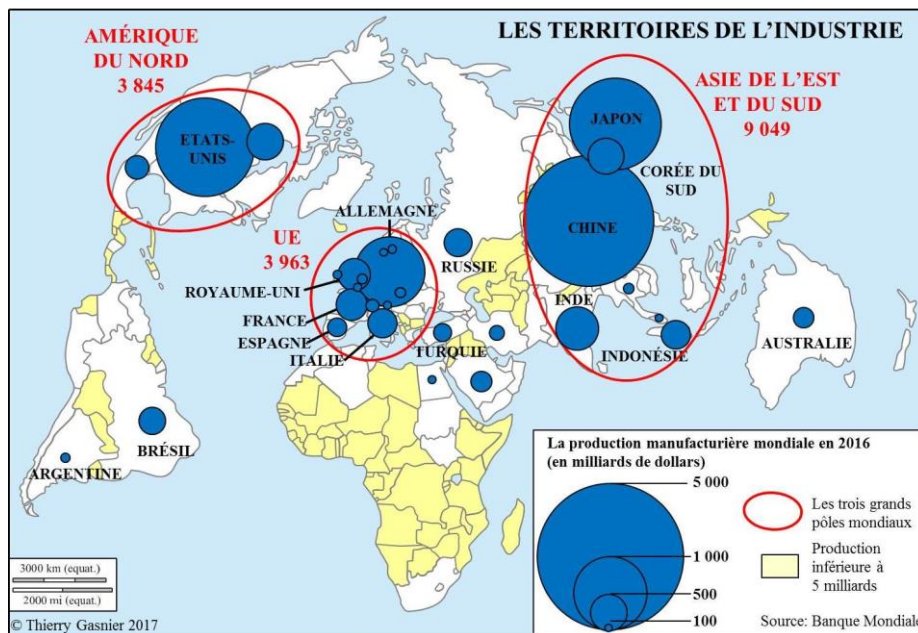 LES TERRITOIRES DE L’INDUSTRIE
AMÉRIQUE
DU NORD
3 845
ASIE DE L’EST
ET DU SUD
9 049
ETATS-
UNIS
JAPON
CORÉE DU
SUD
CHINE
ALLEMAGNE
UE
3 963
RUSSIE
ROYAUME-UNI
FRANCE
ESPAGNE
ITALIE
TURQUIE
INDE
INDONÉSIE
AUSTRALIE
BRÉSIL
ARGENTINE
La production manufacturière mondiale en 2016
(en milliards de dollars)
5 000
1 000
500
100
Les trois grands
pôles mondiaux
Production
inférieure à
5 milliards
Source: Banque Mondiale
3000 km (equat.)
2000 mi (equat.)
© Thierry Gasnier 2017